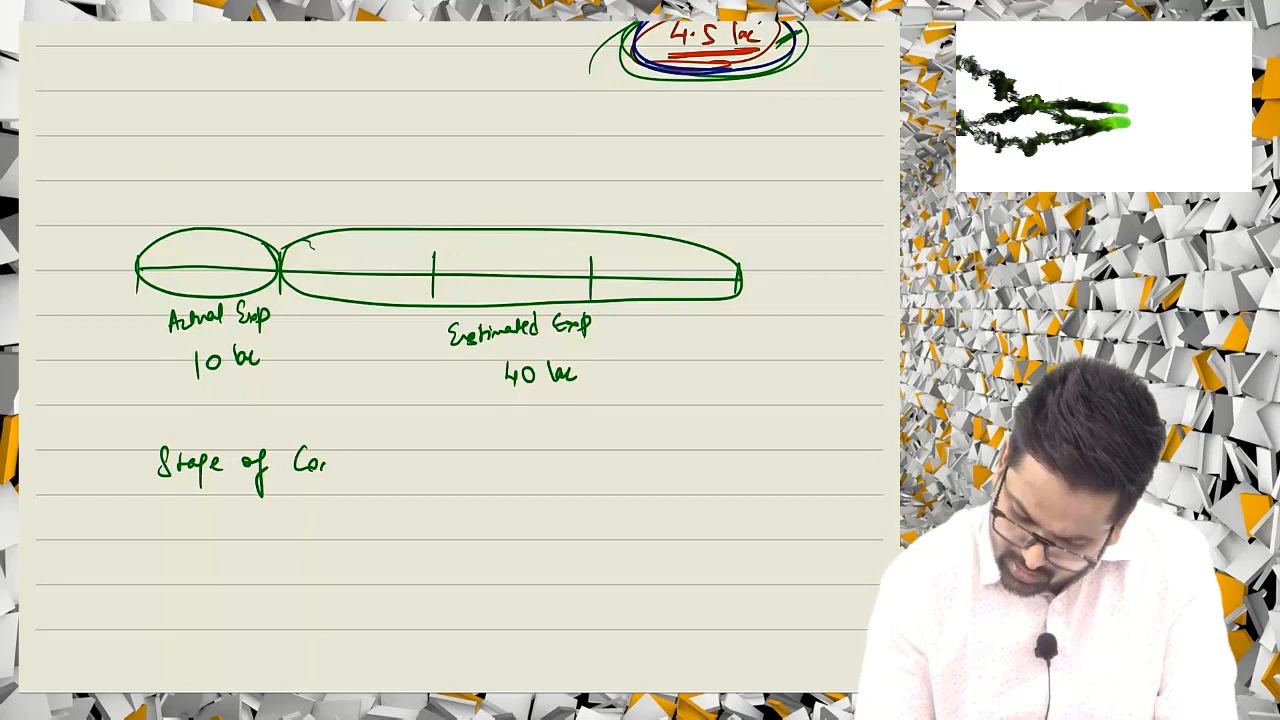 4.5 lac
Actual Exp
Estimated Exp
10 lac
40 lac
Stage of Co